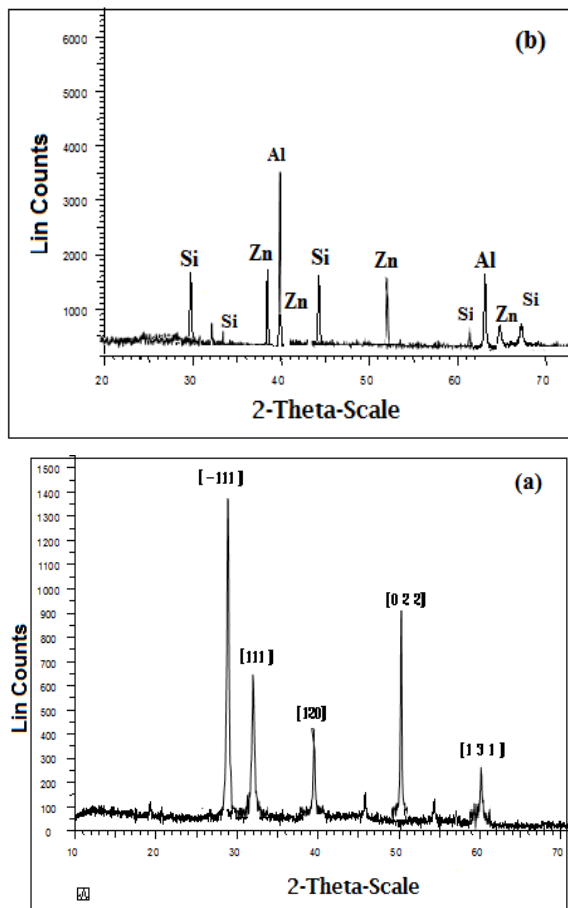 (b)
6000
5000
4000
3000
2000
1000
Lin Counts
Si
Si
Zn
Al
Zn
Si
Zn
Si
Al
Zn
Si
20 30 40 50 60 70
2-Theta-Scale
(a)
1500
1400
1300
1200
1100
1000
900
800
700
600
500
400
300
200
100
0
Lin Counts
[-111]
[111]
[120]
[0 2 2]
[1 3 1]
10 20 30 40 50 60 70
2-Theta-Scale